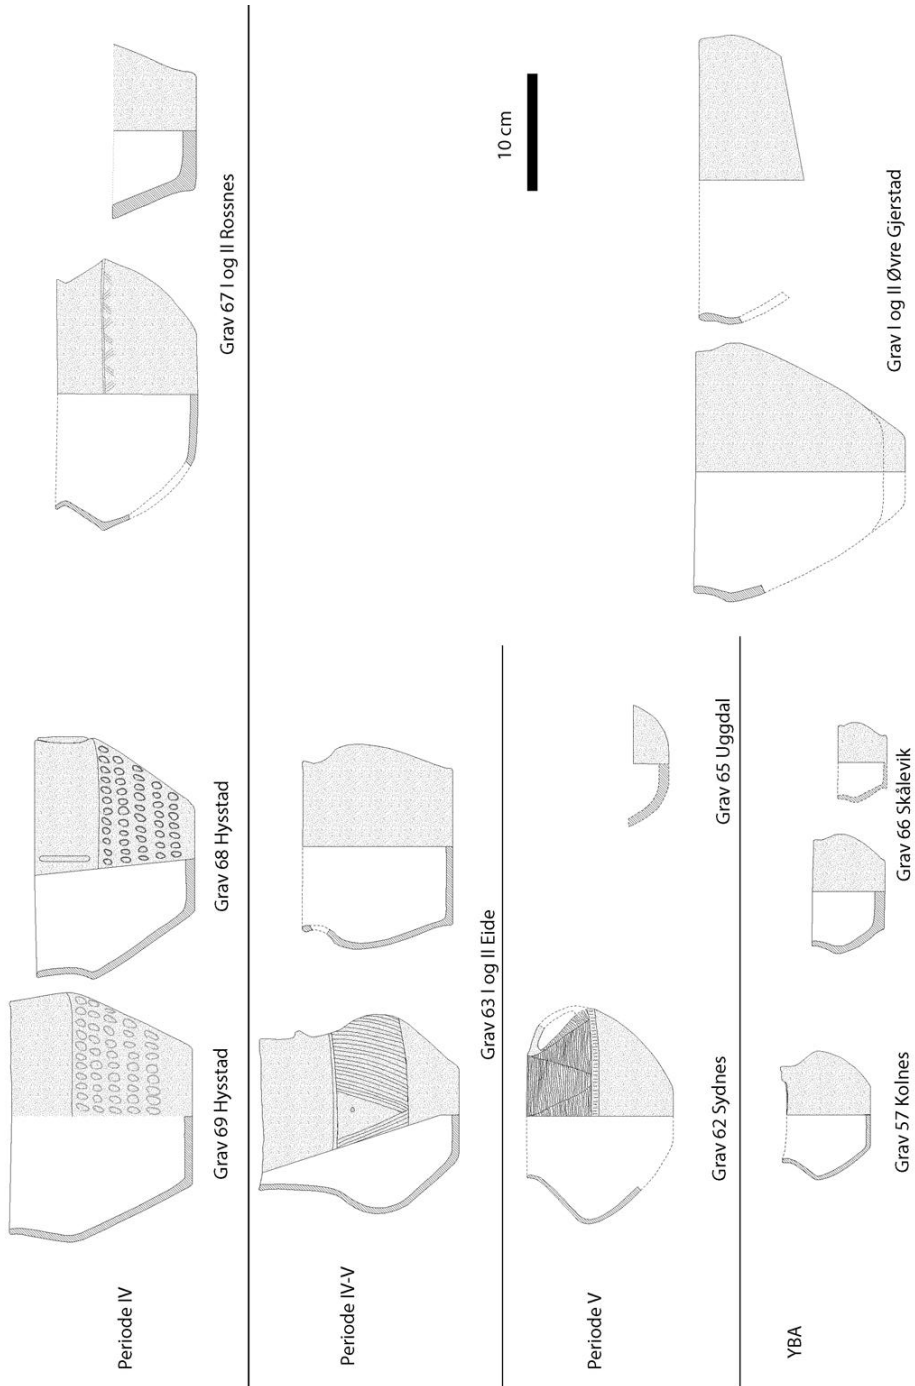 Periode IV
Grav 69 Hysstad
Grav 68 Hysstad
Grav 67 I og II Rossnes
Periode IV-V
Grav 63 I og II Eide
10 cm
Periode V
Grav 62 Sydnes
Grav 65 Uggdal
YBA
Grav 57 Kolnes
Grav 66 Skålevik
Grav I og II Øvre Gjerstad